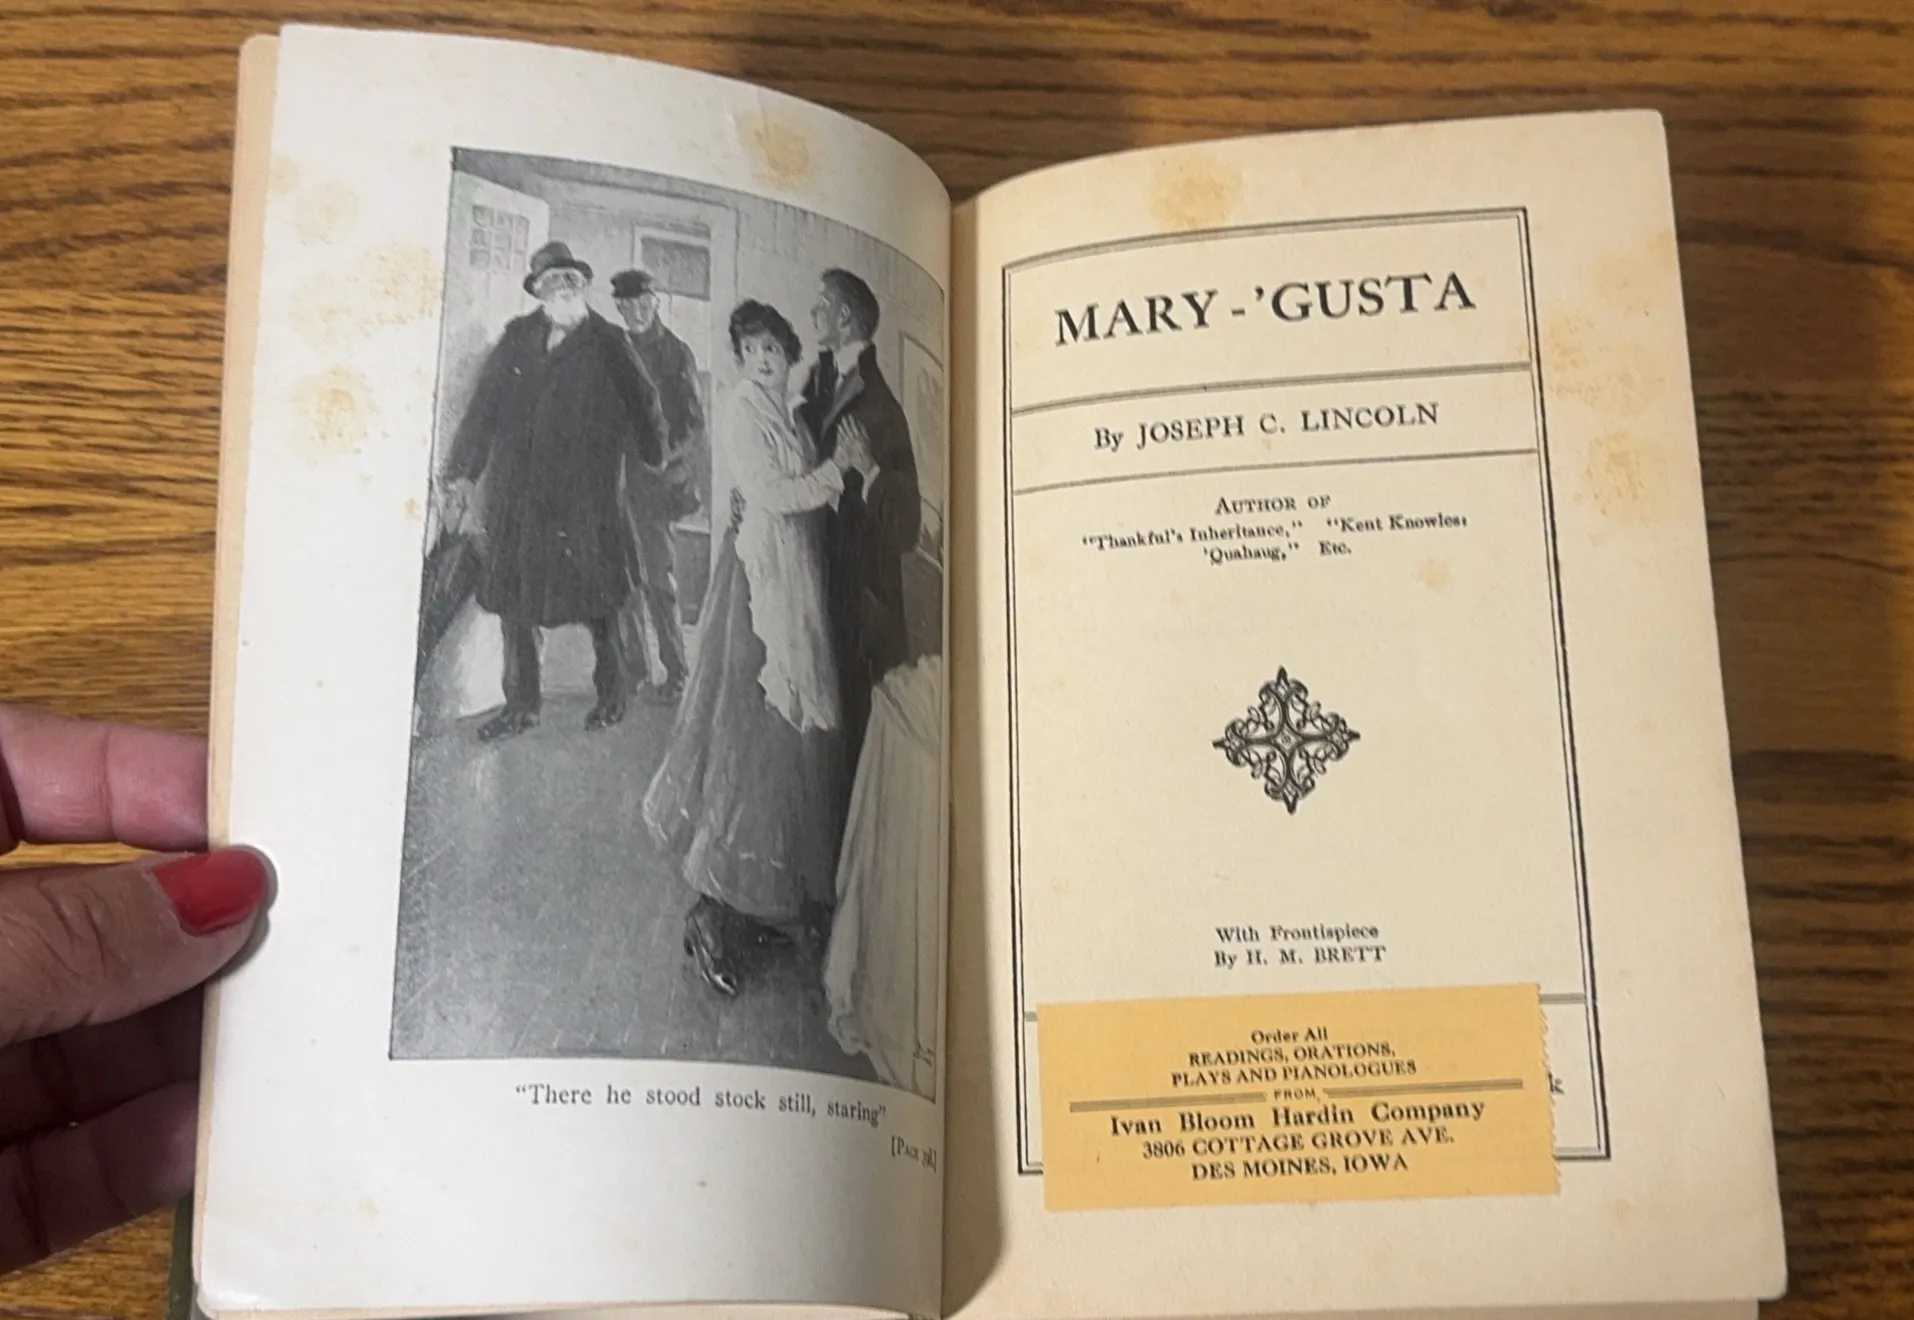 "There he stood stock still, staring"
MARY-'GUSTA
By JOSEPH C. LINCOLN
AUTHOR OF
"Thankful's Inheritance," "Kent Knowles:
'Quahaug,'" Etc.
With Frontispiece
By H. M. BRETT
Order All
READINGS, ORATIONS,
PLAYS AND PIANOLOGUES
FROM
Ivan Bloom Hardin Company
3806 COTTAGE GROVE AVE.
DES MOINES, IOWA